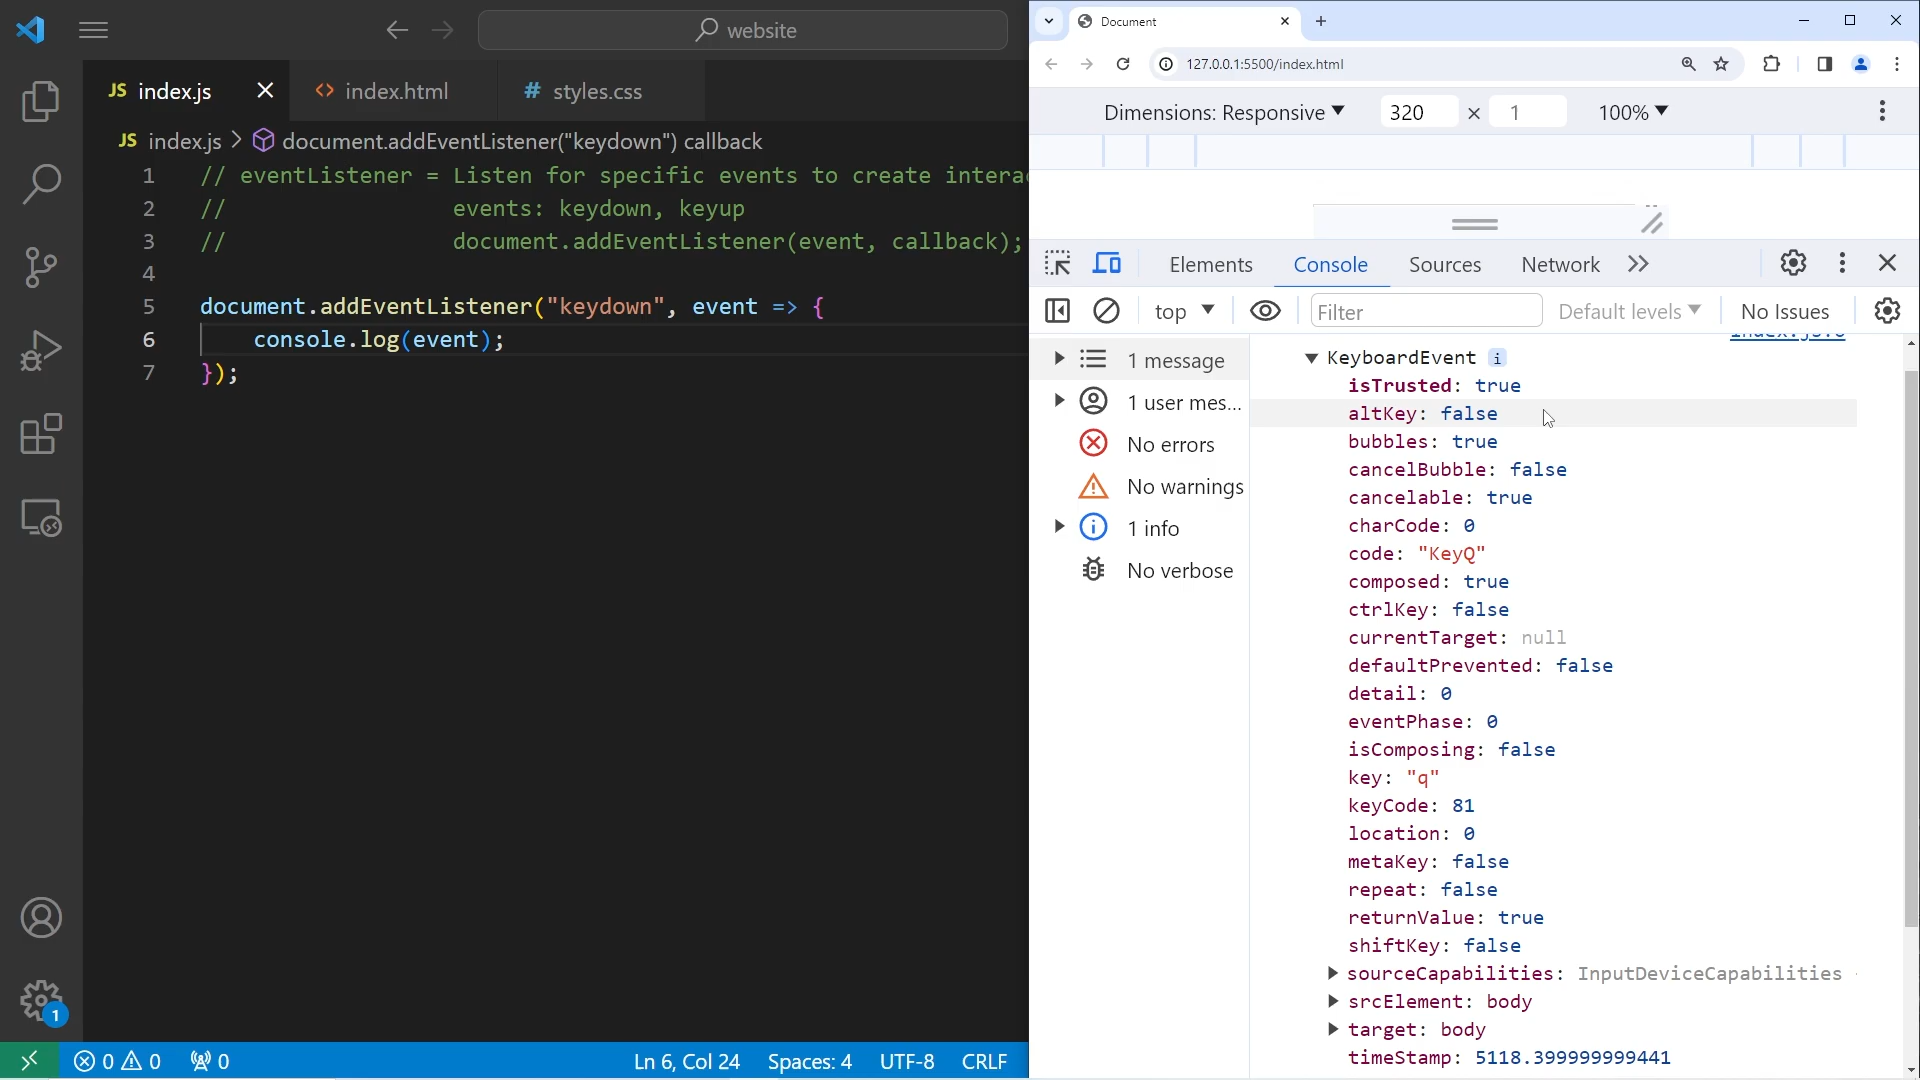 website
JS index.js
<> index.html
# styles.css
JS index.js > document.addEventListener("keydown") callback
1 // eventListener = Listen for specific events to create intera
2 // events: keydown, keyup
3 // document.addEventListener(event, callback);
4
5 document.addEventListener("keydown", event => {
6 console.log(event);
7 });
1
0 0 0
Ln 6, Col 24 Spaces: 4 UTF-8 CRLF
Document
127.0.0.1:5500/index.html
Dimensions: Responsive 320 × 1 100%
Elements Console Sources Network
top Filter Default levels No Issues
1 message
1 user mes...
No errors
No warnings
1 info
No verbose
index.js:6
KeyboardEvent i
isTrusted: true
altKey: false
bubbles: true
cancelBubble: false
cancelable: true
charCode: 0
code: "KeyQ"
composed: true
ctrlKey: false
currentTarget: null
defaultPrevented: false
detail: 0
eventPhase: 0
isComposing: false
key: "q"
keyCode: 81
location: 0
metaKey: false
repeat: false
returnValue: true
shiftKey: false
sourceCapabilities: InputDeviceCapabilities
srcElement: body
target: body
timeStamp: 5118.399999999441